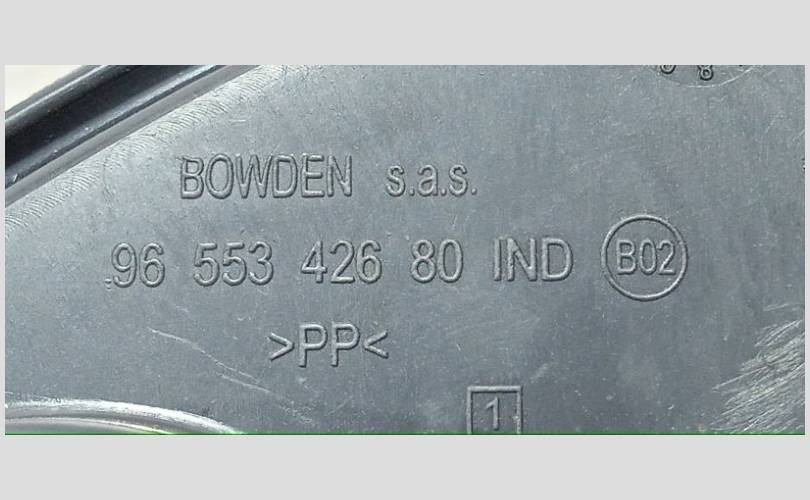 BOWDEN s.a.s.
96 553 426 80 IND B02
>PP<
1